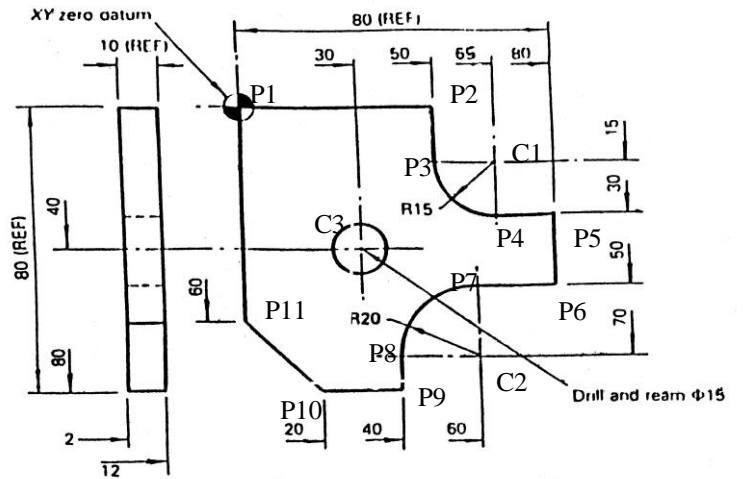 XY zero datum
80 (REF)
10 (REF)
30
50
65
80
P1
P2
15
P3
C1
40
R15
30
C3
P4
P5
80 (REF)
50
60
P7
P11
R20
P6
70
80
P8
C2
P10
P9
Drill and ream Φ15
2
20
40
60
12